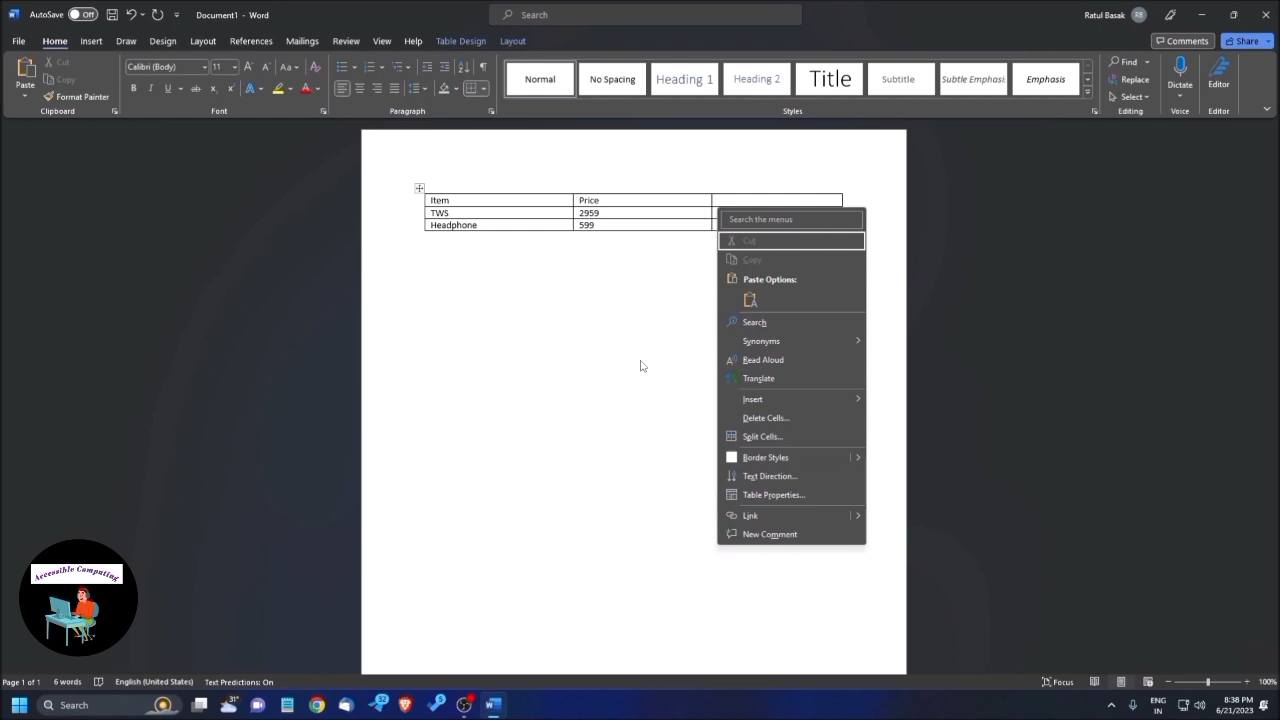 AutoSave Off Document1 - Word Search Ratul Basak RB
File Home Insert Draw Design Layout References Mailings Review View Help Table Design Layout Comments Share
Paste Cut Copy Format Painter
Calibri (Body) 11
Normal No Spacing Heading 1 Heading 2 Title Subtitle Subtle Emphasi Emphasis
Find Replace Select Dictate Editor
Clipboard Font Paragraph Styles Editing Voice Editor
Item Price
TWS 2959
Headphone 599
Search the menus
Cut
Copy
Paste Options:
Search
Synonyms
Read Aloud
Translate
Insert
Delete Cells...
Split Cells...
Border Styles
Text Direction...
Table Properties...
Link
New Comment
Accessible Computing
Page 1 of 1 6 words English (United States) Text Predictions: On Focus 100%
Search 31° 32 5 ENG IN 8:38 PM 6/21/2023